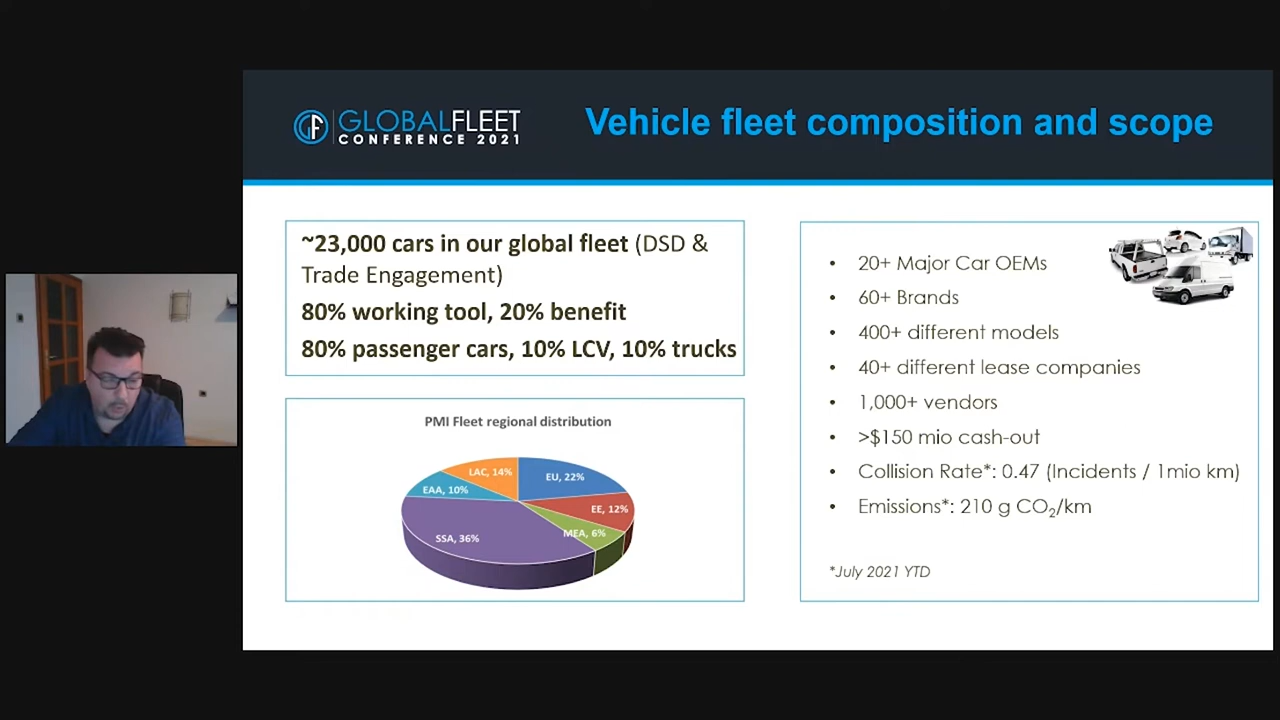 GF GLOBALFLEET
CONFERENCE 2021
Vehicle fleet composition and scope
~23,000 cars in our global fleet (DSD &
Trade Engagement)
80% working tool, 20% benefit
80% passenger cars, 10% LCV, 10% trucks
PMI Fleet regional distribution
LAC, 14%
EU, 22%
EAA, 10%
EE, 12%
MEA, 6%
SSA, 36%
• 20+ Major Car OEMs
• 60+ Brands
• 400+ different models
• 40+ different lease companies
• 1,000+ vendors
• >$150 mio cash-out
• Collision Rate*: 0.47 (Incidents / 1mio km)
• Emissions*: 210 g CO₂/km
*July 2021 YTD